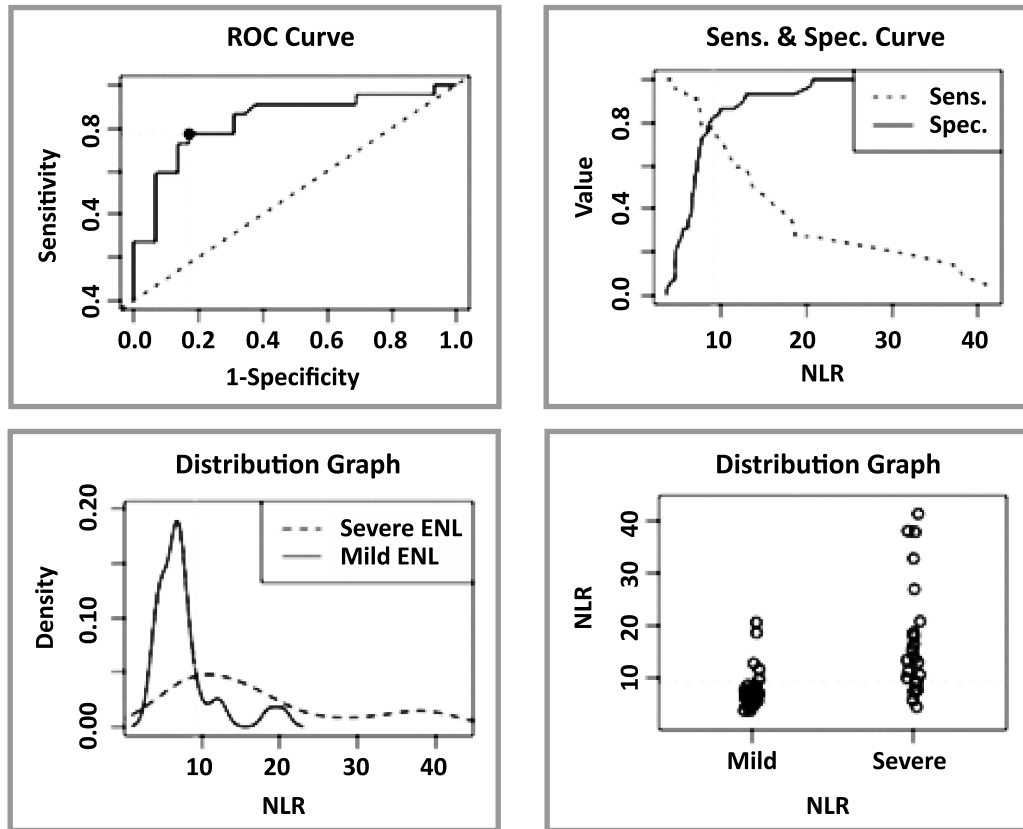 ROC Curve
0.8
0.4
0.4
Sensitivity
0.0 0.2 0.4 0.6 0.8 1.0
1-Specificity
Sens. & Spec. Curve
Sens.
Spec.
0.8
0.4
0.0
Value
10 20 30 40
NLR
Distribution Graph
Severe ENL
Mild ENL
0.20
0.10
0.00
Density
10 20 30 40
NLR
Distribution Graph
40
30
20
10
NLR
Mild Severe
NLR